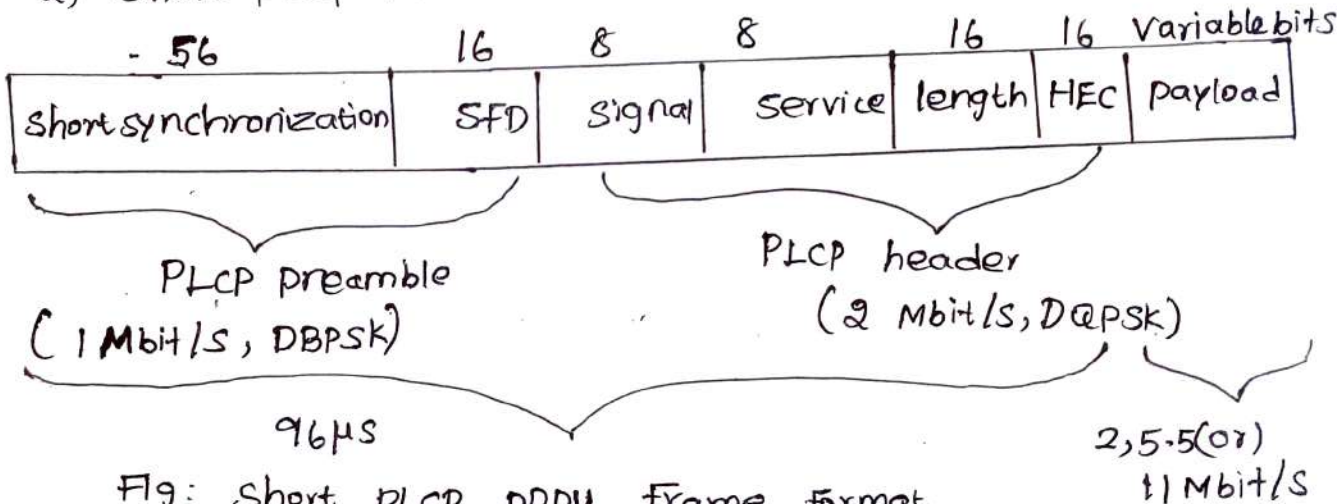 - 56 16 8 8 16 16 Variable bits
Short synchronization SFD Signal Service length HEC payload
PLCP preamble PLCP header
(1 Mbit/s, DBPSK) (2 Mbit/s, DQPSK)
96µs 2,5.5(or)
Fig: Short PLCP PPDU frame format 11 Mbit/s